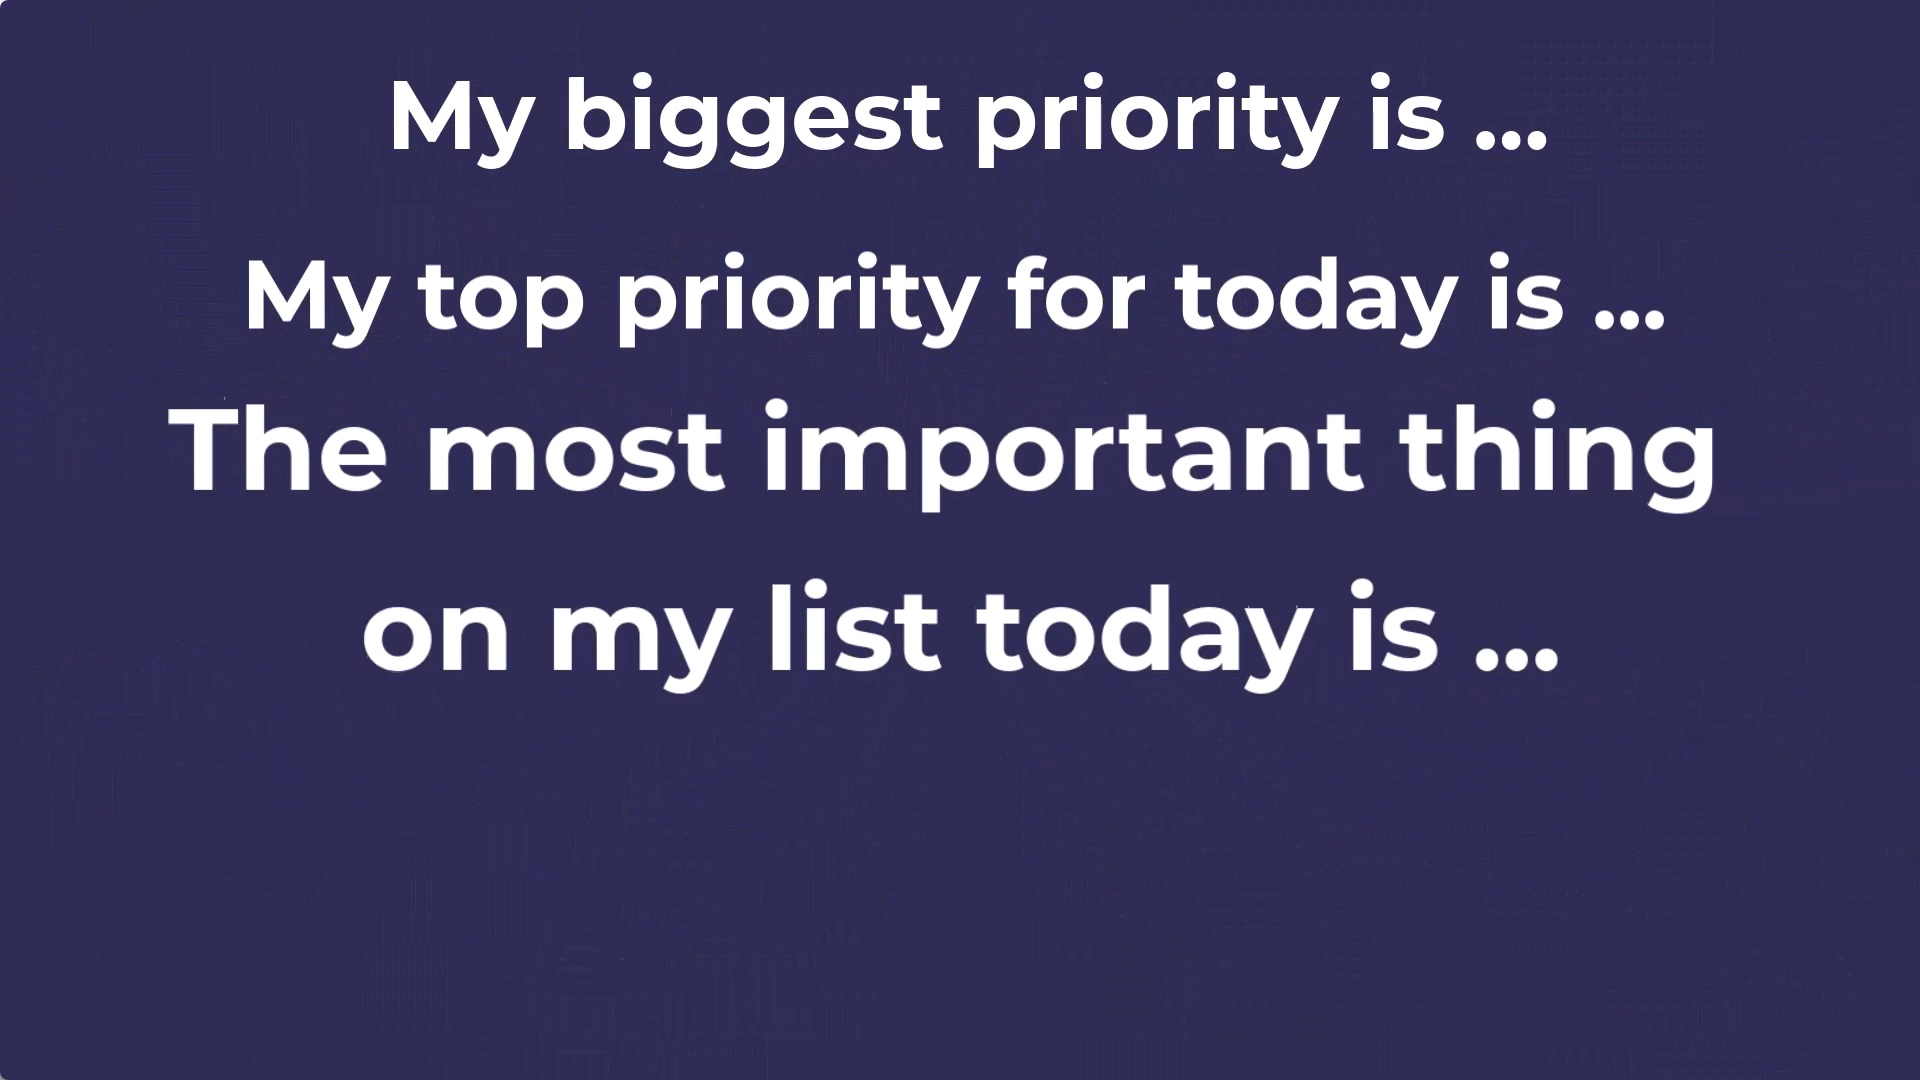 My biggest priority is ...
My top priority for today is ...
The most important thing
on my list today is ...